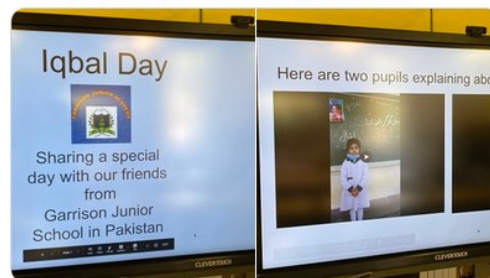 Iqbal Day
Sharing a special
day with our friends
from
Garrison Junior
School in Pakistan
CLEVERTOUCH
Here are two pupils explaining abo
CLEVERTOUCH